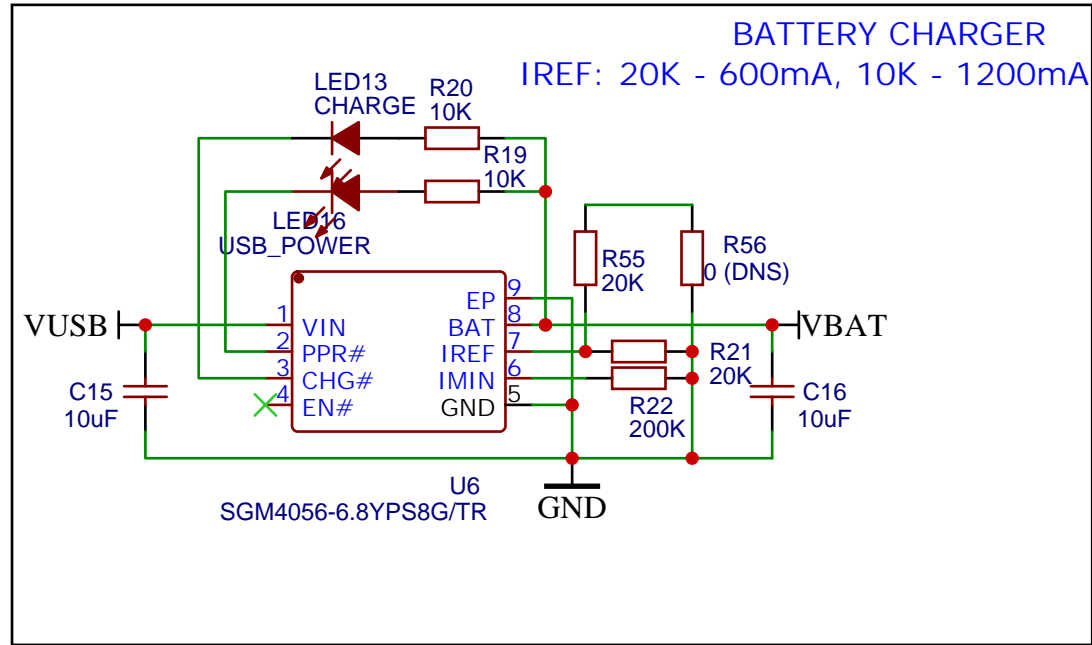 BATTERY CHARGER
IREF: 20K - 600mA, 10K - 1200mA
LED13
CHARGE
R20
10K
R19
10K
LED16
USB_POWER
R55
20K
R56
0 (DNS)
VUSB
1
2
3
4
VIN
PPR#
CHG#
EN#
EP
BAT
IREF
IMIN
GND
9
8
7
6
5
VBAT
R21
20K
R22
200K
C15
10uF
C16
10uF
U6
SGM4056-6.8YPS8G/TR
GND